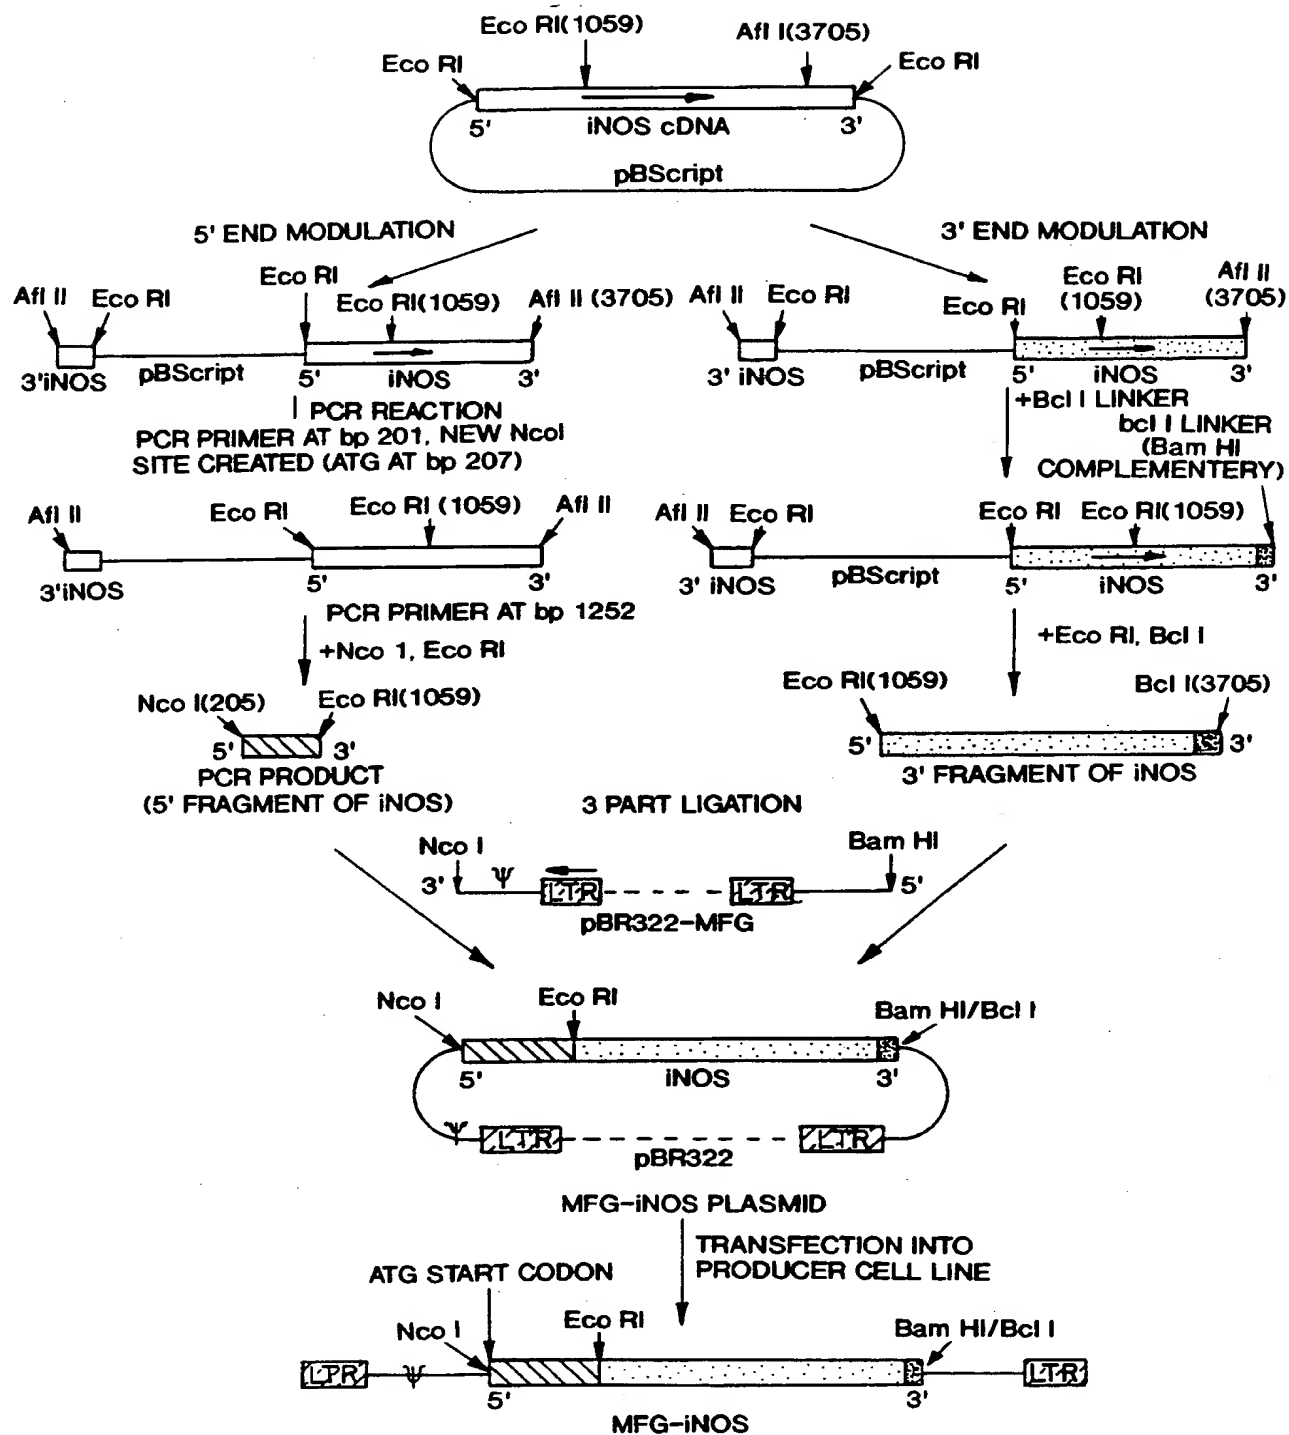 Eco RI(1059)
Afl I(3705)
Eco RI
Eco RI
5'
iNOS cDNA
3'
pBScript
5' END MODULATION
3' END MODULATION
Eco RI
Afl II
Eco RI
Eco RI(1059)
Afl II (3705)
3'iNOS
pBScript
5'
iNOS
3'
Afl II
Eco RI
Eco RI
Eco RI
(1059)
Afl II
(3705)
3' iNOS
pBScript
5'
iNOS
3'
PCR REACTION
PCR PRIMER AT bp 201, NEW NcoI
SITE CREATED (ATG AT bp 207)
+Bcl I LINKER
bcl I LINKER
(Bam HI
COMPLEMENTERY)
Afl II
Eco RI
Eco RI (1059)
Afl II
3'iNOS
5'
3'
PCR PRIMER AT bp 1252
Afl II
Eco RI
Eco RI
Eco RI(1059)
3' iNOS
pBScript
5'
iNOS
3'
+Nco 1, Eco RI
+Eco RI, Bcl I
Nco I(205)
Eco RI(1059)
5'
3'
PCR PRODUCT
(5' FRAGMENT OF iNOS)
Eco RI(1059)
Bcl I(3705)
5'
3'
3' FRAGMENT OF iNOS
3 PART LIGATION
Nco I
Bam HI
3'
Ψ
LTR
LTR
5'
pBR322-MFG
Nco I
Eco RI
Bam HI/Bcl I
5'
iNOS
3'
Ψ
LTR
LTR
pBR322
MFG-iNOS PLASMID
TRANSFECTION INTO
PRODUCER CELL LINE
ATG START CODON
Nco I
Eco RI
Bam HI/Bcl I
LTR
Ψ
LTR
5'
3'
MFG-iNOS